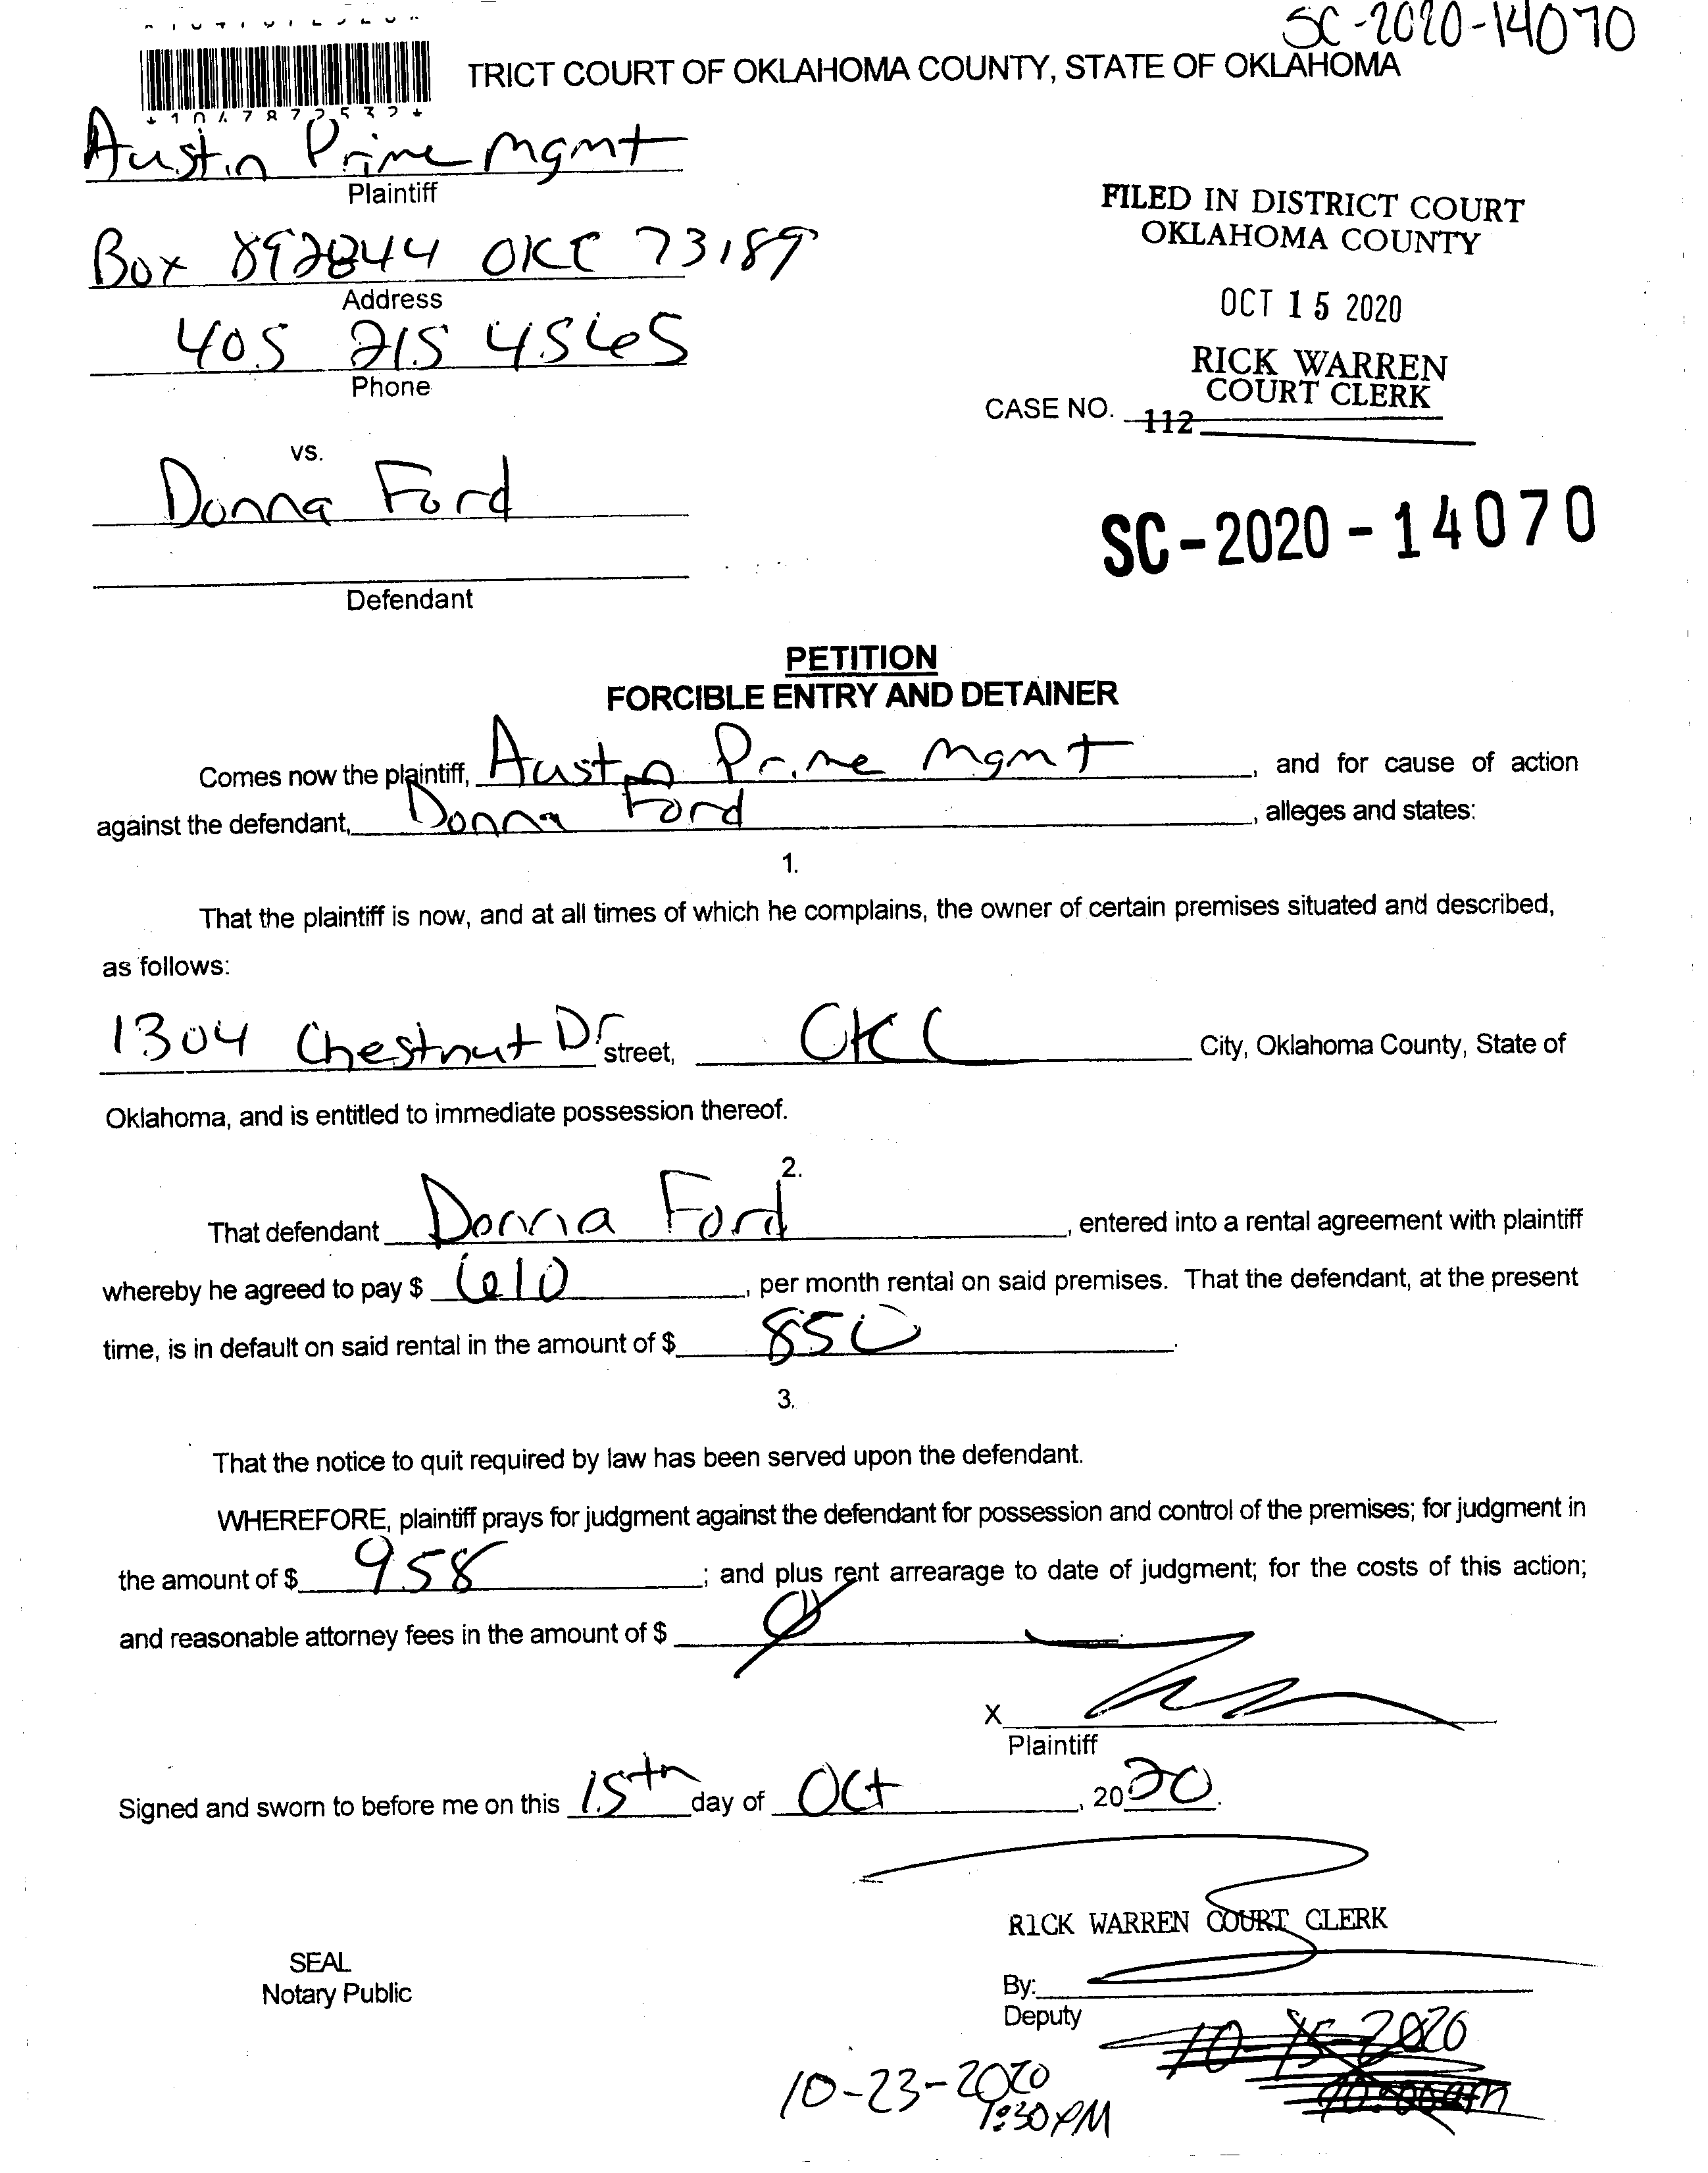 SC-2020-14070
TRICT COURT OF OKLAHOMA COUNTY, STATE OF OKLAHOMA
Austin Prime Mgmt
Plaintiff
Box 892844 OKC 73189
Address
405 215 4565
Phone
vs.
Donna Ford
Defendant
FILED IN DISTRICT COURT
OKLAHOMA COUNTY
OCT 15 2020
RICK WARREN
COURT CLERK
CASE NO. 112
SC-2020-14070
PETITION
FORCIBLE ENTRY AND DETAINER
Comes now the plaintiff, Austin Prime Mgmt, and for cause of action
against the defendant, Donna Ford, alleges and states:
1.
That the plaintiff is now, and at all times of which he complains, the owner of certain premises situated and described,
as follows:
1304 Chestnut Dr street, OKC City, Oklahoma County, State of
Oklahoma, and is entitled to immediate possession thereof.
2.
That defendant Donna Ford, entered into a rental agreement with plaintiff
whereby he agreed to pay $ 610, per month rental on said premises. That the defendant, at the present
time, is in default on said rental in the amount of $ 850.
3.
That the notice to quit required by law has been served upon the defendant.
WHEREFORE, plaintiff prays for judgment against the defendant for possession and control of the premises; for judgment in
the amount of $ 958; and plus rent arrearage to date of judgment; for the costs of this action;
and reasonable attorney fees in the amount of $ 0.
X
Plaintiff
Signed and sworn to before me on this 15th day of Oct, 2020.
RICK WARREN COURT CLERK
SEAL
Notary Public
By:
Deputy
10-15-2020
10:00am
10-23-2020
1:30PM